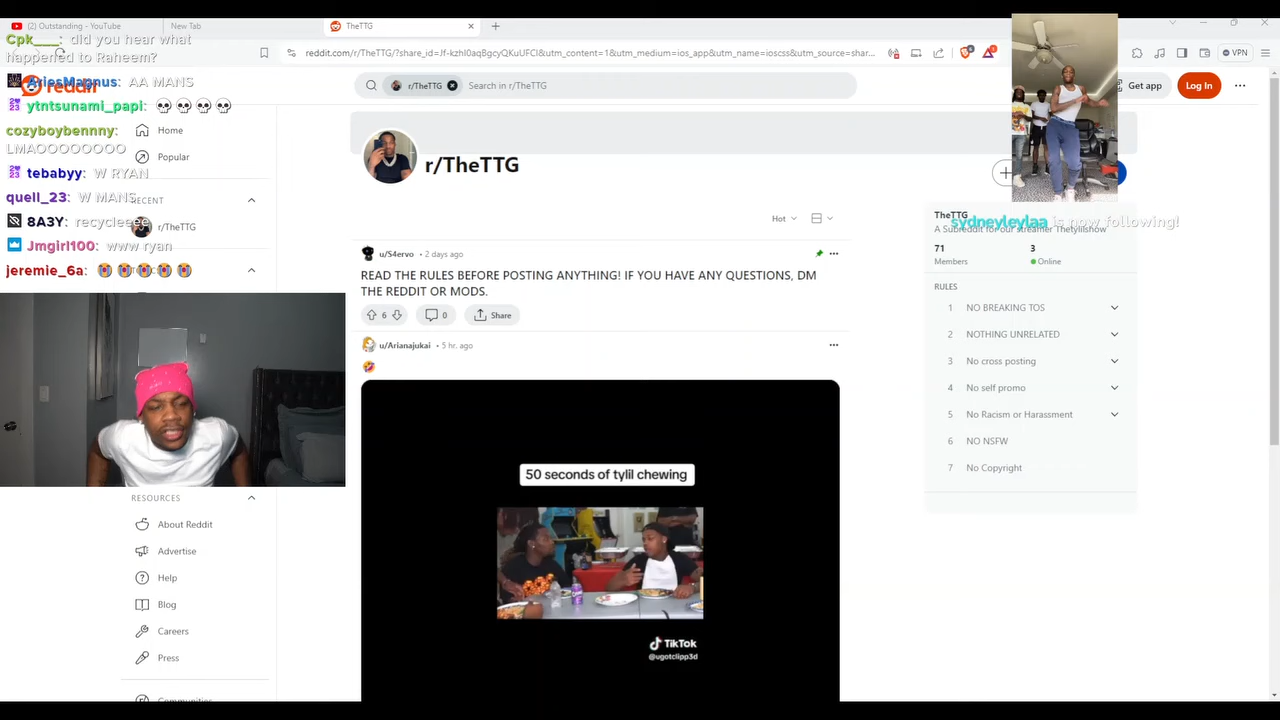 (2) Outstanding - YouTube
New Tab
TheTTG
reddit.com/r/TheTTG/?share_id=Jf-kzhI0aqBgcyQKuUFCI&utm_content=1&utm_medium=ios_app&utm_name=ioscss&utm_source=shar...
VPN
Cpk___: did you hear what
happened to Raheem?
AriesMagnus: AA MANS
ytntsunami_papi:
cozyboybennny:
LMAOOOOOOOO
tebabyy: W RYAN
quell_23: W MANS
8A3Y: recycleeee
Jmgirl100: www ryan
jeremie_6a:
reddit
r/TheTTG
Search in r/TheTTG
Get app
Log In
Home
Popular
RECENT
r/TheTTG
r/TheTTG
Hot
sydneyleylaa is now following!
u/S4ervo • 2 days ago
READ THE RULES BEFORE POSTING ANYTHING! IF YOU HAVE ANY QUESTIONS, DM
THE REDDIT OR MODS.
6
0
Share
u/Arianajukai • 5 hr. ago
50 seconds of tylil chewing
TikTok
@ugotclipp3d
TheTTG
A Subreddit for our streamer Thetylilshow
71
3
Members
Online
RULES
1 NO BREAKING TOS
2 NOTHING UNRELATED
3 No cross posting
4 No self promo
5 No Racism or Harassment
6 NO NSFW
7 No Copyright
RESOURCES
About Reddit
Advertise
Help
Blog
Careers
Press
Communities